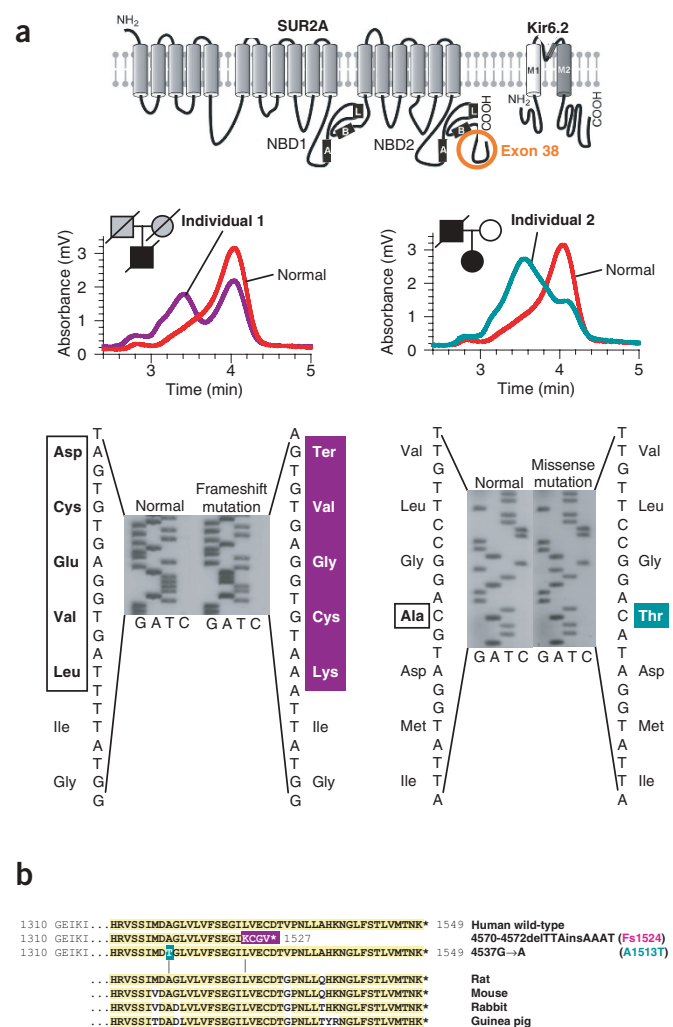 a
NH2
SUR2A
Kir6.2
M1
M2
NH2
COOH
COOH
NBD1
NBD2
L
B
A
L
B
A
Exon 38
Individual 1
Normal
Absorbance (mV)
3
2
1
0
3
4
5
Time (min)
Individual 2
Normal
Absorbance (mV)
3
2
1
0
3
4
5
Time (min)
Asp
Cys
Glu
Val
Leu
Ile
Gly
T
A
G
T
G
T
G
A
G
G
T
G
A
T
T
T
T
A
T
G
G
Normal
Frameshift
mutation
G A T C
G A T C
A
G
T
G
T
G
A
G
G
T
G
T
A
A
A
T
T
A
T
G
G
Ter
Val
Gly
Cys
Lys
Ile
Gly
Val
Leu
Gly
Ala
Asp
Met
Ile
T
T
G
T
T
C
C
G
G
A
C
G
T
A
G
G
T
A
T
T
A
Normal
Missense
mutation
G A T C
G A T C
T
T
G
T
T
C
C
G
G
A
C
A
T
A
G
G
T
A
T
T
A
Val
Leu
Gly
Thr
Asp
Met
Ile
b
1310 GEIKI...HRVSSIMDAGLVLVFSEGILVECDTVPNLLAHKNGLFSTLVMTNK* 1549 Human wild-type
1310 GEIKI...HRVSSIMDAGLVLVFSEGILKCGV* 1527 4570-4572delTTAinsAAAT (Fs1524)
1310 GEIKI...HRVSSIMDTGLVLVFSEGILVECDTVPNLLAHKNGLFSTLVMTNK* 1549 4537G→A (A1513T)
...HRVSSIMDAGLVLVFSEGILVECDTGPNLLQHKNGLFSTLVMTNK* Rat
...HRVSSIVDAGLVLVFSEGILVECDTGPNLLQHKNGLFSTLVMTNK* Mouse
...HRVSSIVDADLVLVFSEGILVECDTVPNLLTHKNGLFSTLVMTNK* Rabbit
...HRVSSITDADLVLVFSEGILVECDTGPNLLTYRNGLFSTLVMTHK* Guinea pig